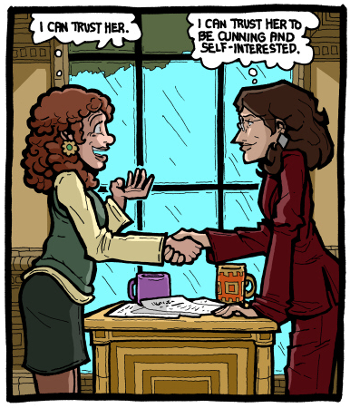 I CAN TRUST HER.
I CAN TRUST HER TO
BE CUNNING AND
SELF-INTERESTED.